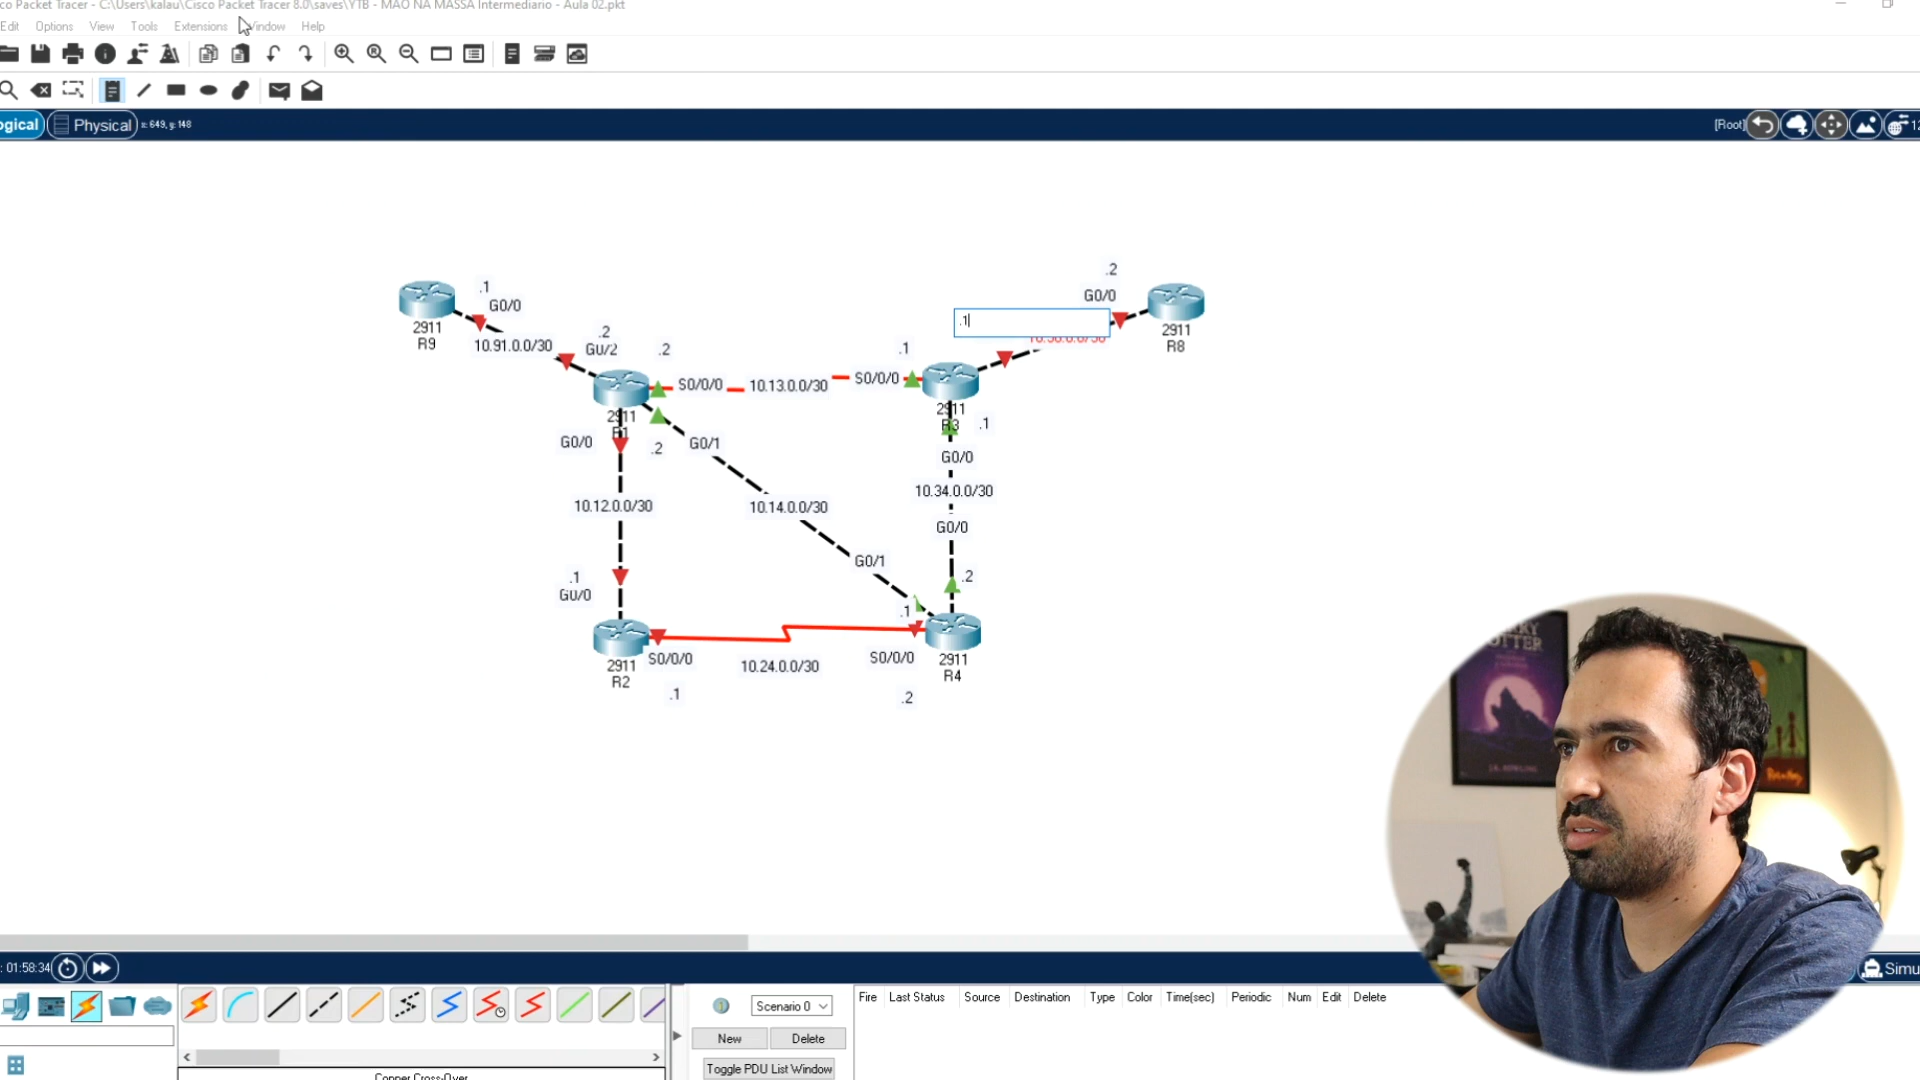 co Packet Tracer - C:\Users\kalau\Cisco Packet Tracer 8.0\saves\YTB - MAO NA MASSA Intermediario - Aula 02.pkt
Edit Options View Tools Extensions Window Help
ogical Physical x: 649, y: 148 [Root]
.2
.1
G0/0
G0/0
.1
2911
R9
2911
R8
10.91.0.0/30
.2
G0/2
.2
.1
S0/0/0
10.13.0.0/30
S0/0/0
2911
R1
2911
R3
.1
G0/0
.2
G0/1
G0/0
10.34.0.0/30
10.12.0.0/30
10.14.0.0/30
G0/0
G0/1
.1
G0/0
.2
.1
2911
R2
S0/0/0
10.24.0.0/30
S0/0/0
2911
R4
.1
.2
HARRY
POTTER
J.K. ROWLING
: 01:58:34
Simu
Scenario 0
Fire Last Status Source Destination Type Color Time(sec) Periodic Num Edit Delete
New Delete
Toggle PDU List Window
Copper Cross-Over